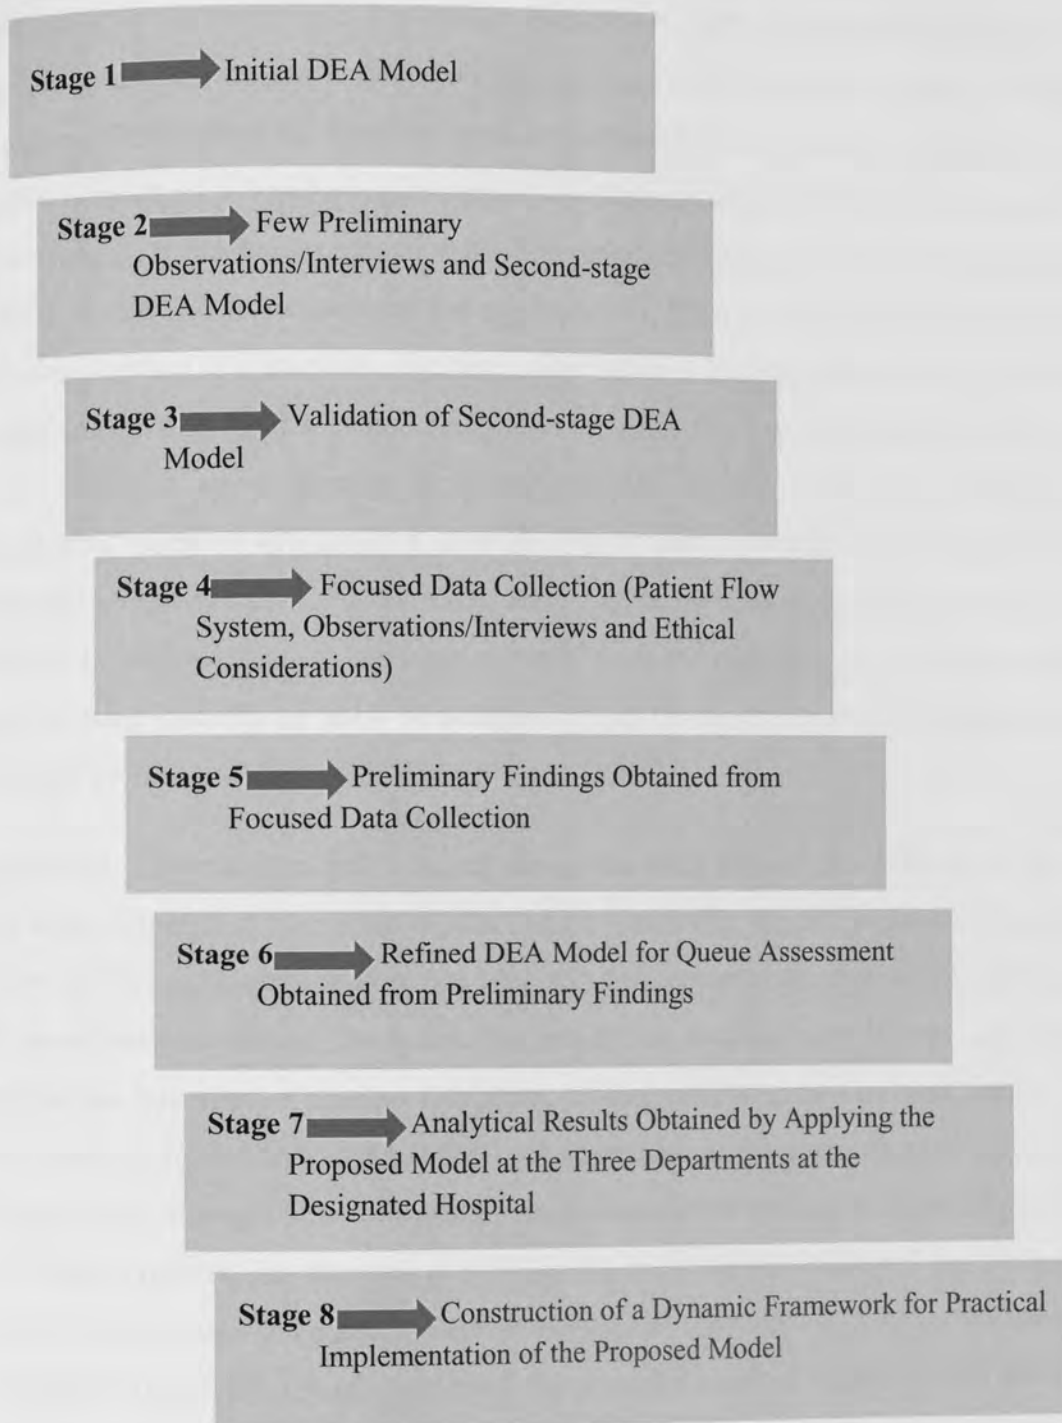 Stage 1 Initial DEA Model
Stage 2 Few Preliminary
Observations/Interviews and Second-stage
DEA Model
Stage 3 Validation of Second-stage DEA
Model
Stage 4 Focused Data Collection (Patient Flow
System, Observations/Interviews and Ethical
Considerations)
Stage 5 Preliminary Findings Obtained from
Focused Data Collection
Stage 6 Refined DEA Model for Queue Assessment
Obtained from Preliminary Findings
Stage 7 Analytical Results Obtained by Applying the
Proposed Model at the Three Departments at the
Designated Hospital
Stage 8 Construction of a Dynamic Framework for Practical
Implementation of the Proposed Model